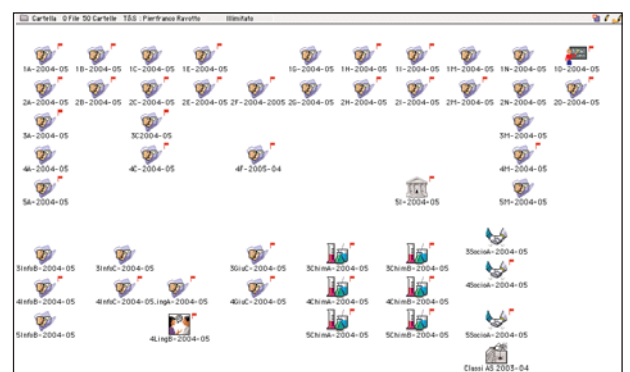 Cartella 0 File 50 Cartelle TAS : Pierfranco Ravotto Illimitato
1A-2004-05 1B-2004-05 1C-2004-05 1E-2004-05 1G-2004-05 1H-2004-05 1I-2004-05 1M-2004-05 1N-2004-05 1O-2004-05
2A-2004-05 2B-2004-05 2C-2004-05 2E-2004-05 2F-2004-2005 2G-2004-05 2H-2004-05 2I-2004-05 2M-2004-05 2N-2004-05 2O-2004-05
3A-2004-05 3C2004-05 3M-2004-05
4A-2004-05 4C-2004-05 4F-2005-04 4M-2004-05
5A-2004-05 5I-2004-05 5M-2004-05
3InfoB-2004-05 3InfoC-2004-05 3GiuC-2004-05 3ChimA-2004-05 3ChimB-2004-05 3SocioA-2004-05
4InfoB-2004-05 4InfoC-2004-05 LingA-2004-05 4GiuC-2004-05 4ChimA-2004-05 4ChimB-2004-05 4SocioA-2004-05
5InfoB-2004-05 4LingB-2004-05 5ChimA-2004-05 5ChimB-2004-05 5SocioA-2004-05
Classi AS 2003-04